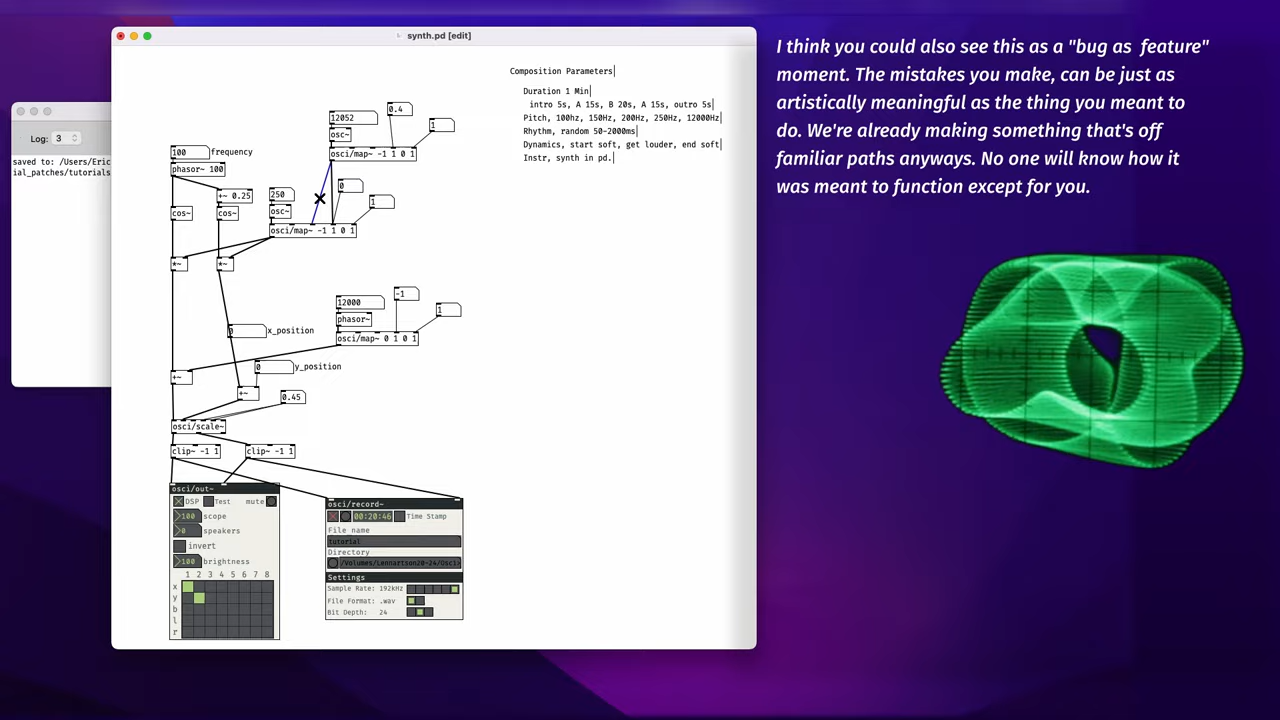 synth.pd [edit]
I think you could also see this as a "bug as feature"
moment. The mistakes you make, can be just as
artistically meaningful as the thing you meant to
do. We're already making something that's off
familiar paths anyways. No one will know how it
was meant to function except for you.
Log: 3
saved to: /Users/Eric
ial_patches/tutorials
Composition Parameters
Duration 1 Min
intro 5s, A 15s, B 20s, A 15s, outro 5s
Pitch, 100hz, 150Hz, 200Hz, 250Hz, 12000Hz
Rhythm, random 50-2000ms
Dynamics, start soft, get louder, end soft
Instr, synth in pd.
0.4
12052
1
osc~
osci/map~ -1 1 0 1
100 frequency
phasor~ 100
+~ 0.25
250
0
1
cos~
cos~
osc~
osci/map~ -1 1 0 1
*~
*~
-1
12000
1
phasor~
0 x_position
osci/map~ 0 1 0 1
0 y_position
+~
+~
0.45
osci/scale~
clip~ -1 1
clip~ -1 1
osci/out~
DSP Test mute
100 scope
0 speakers
invert
100 brightness
1 2 3 4 5 6 7 8
x
y
b
l
r
osci/record~
00:20:46 Time Stamp
File name
tutorial
Directory
/Volumes/Lennartson20-24/Osci>
Settings
Sample Rate: 192kHz
File Format: .wav
Bit Depth: 24